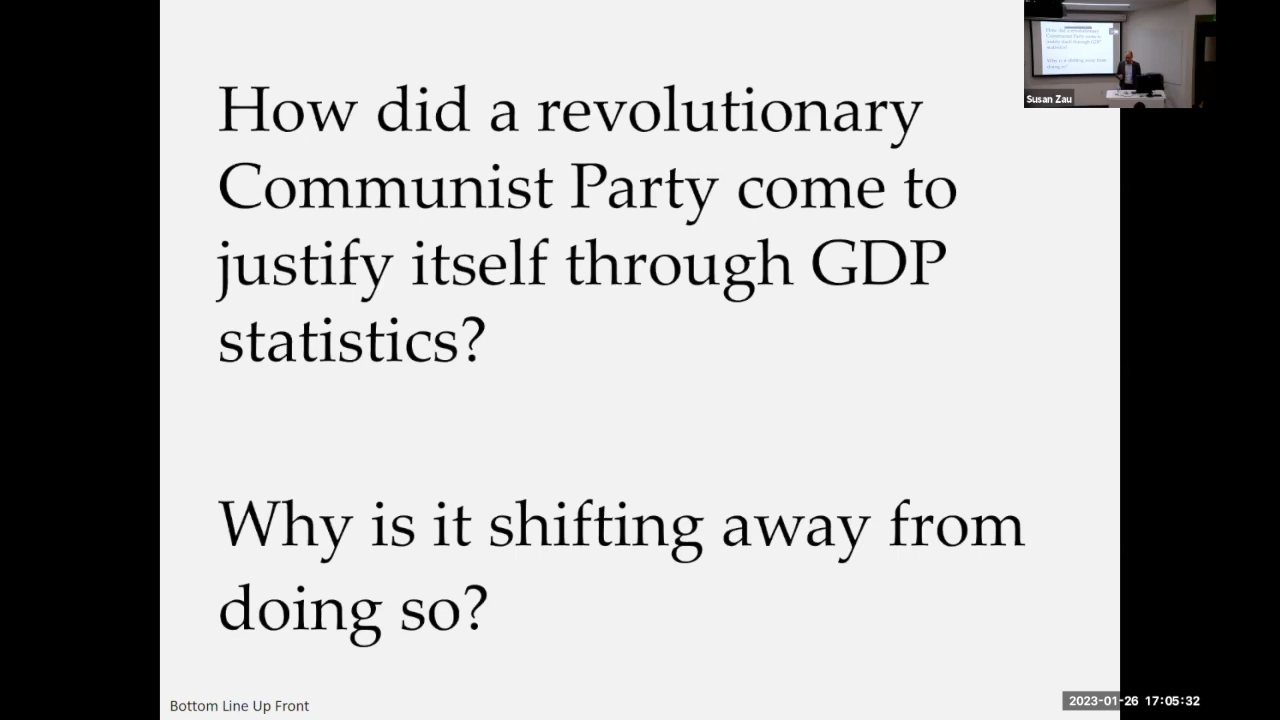 How did a revolutionary
Communist Party come to
justify itself through GDP
statistics?
Why is it shifting away from
doing so?
Bottom Line Up Front
Susan Zau
2023-01-26 17:05:32